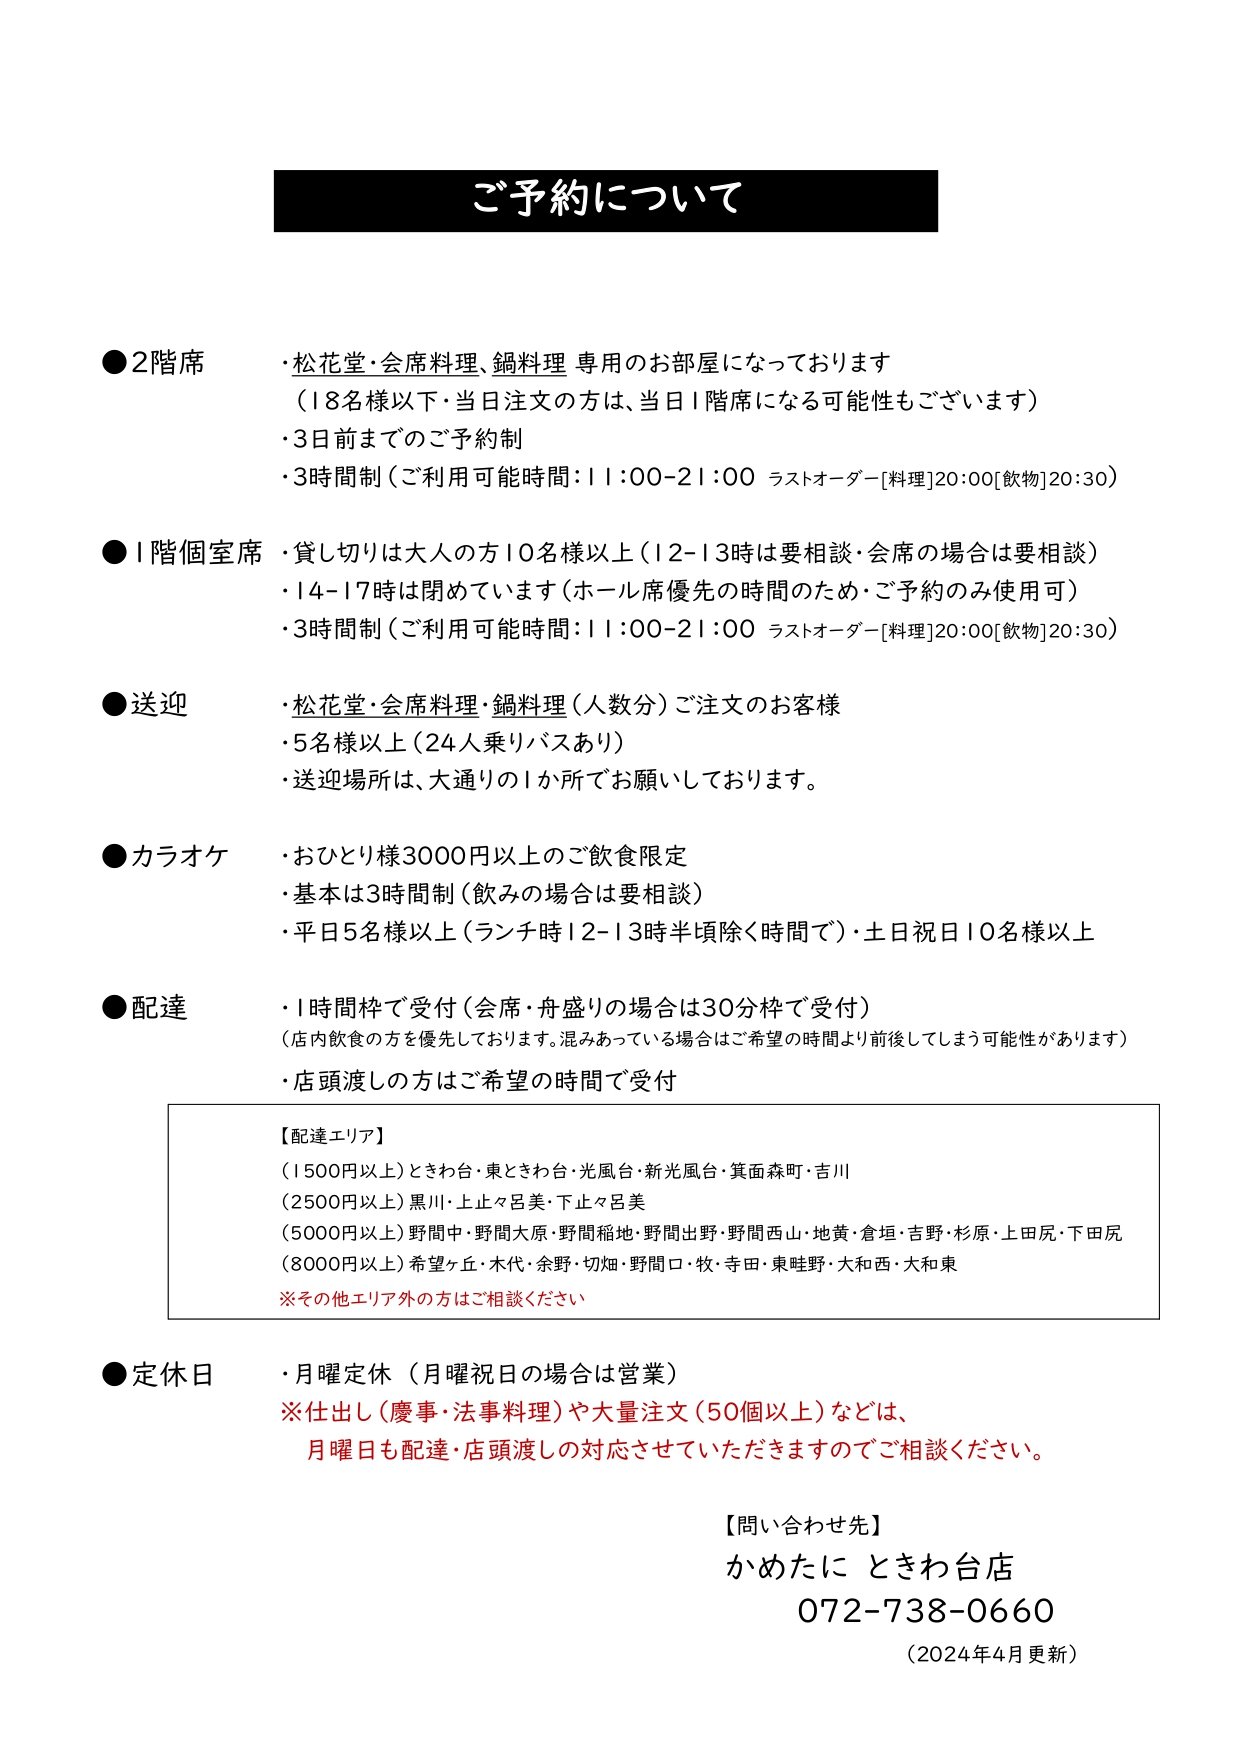 ご予約について
●2階席 ・松花堂・会席料理、鍋料理 専用のお部屋になっております
（18名様以下・当日注文の方は、当日1階席になる可能性もございます）
・3日前までのご予約制
・3時間制（ご利用可能時間：11：00-21：00 ラストオーダー[料理]20：00[飲物]20：30）
●1階個室席 ・貸し切りは大人の方10名様以上（12-13時は要相談・会席の場合は要相談）
・14-17時は閉めています（ホール席優先の時間のため・ご予約のみ使用可）
・3時間制（ご利用可能時間：11：00-21：00 ラストオーダー[料理]20：00[飲物]20：30）
●送迎 ・松花堂・会席料理・鍋料理（人数分）ご注文のお客様
・5名様以上（24人乗りバスあり）
・送迎場所は、大通りの1か所でお願いしております。
●カラオケ ・おひとり様3000円以上のご飲食限定
・基本は3時間制（飲みの場合は要相談）
・平日5名様以上（ランチ時12-13時半頃除く時間で）・土日祝日10名様以上
●配達 ・1時間枠で受付（会席・舟盛りの場合は30分枠で受付）
（店内飲食の方を優先しております。混みあっている場合はご希望の時間より前後してしまう可能性があります）
・店頭渡しの方はご希望の時間で受付
【配達エリア】
（1500円以上）ときわ台・東ときわ台・光風台・新光風台・箕面森町・吉川
（2500円以上）黒川・上止々呂美・下止々呂美
（5000円以上）野間中・野間大原・野間稲地・野間出野・野間西山・地黄・倉垣・吉野・杉原・上田尻・下田尻
（8000円以上）希望ヶ丘・木代・余野・切畑・野間口・牧・寺田・東畦野・大和西・大和東
※その他エリア外の方はご相談ください
●定休日 ・月曜定休 （月曜祝日の場合は営業）
※仕出し（慶事・法事料理）や大量注文（50個以上）などは、
月曜日も配達・店頭渡しの対応させていただきますのでご相談ください。
【問い合わせ先】
かめたに ときわ台店
072-738-0660
（2024年4月更新）